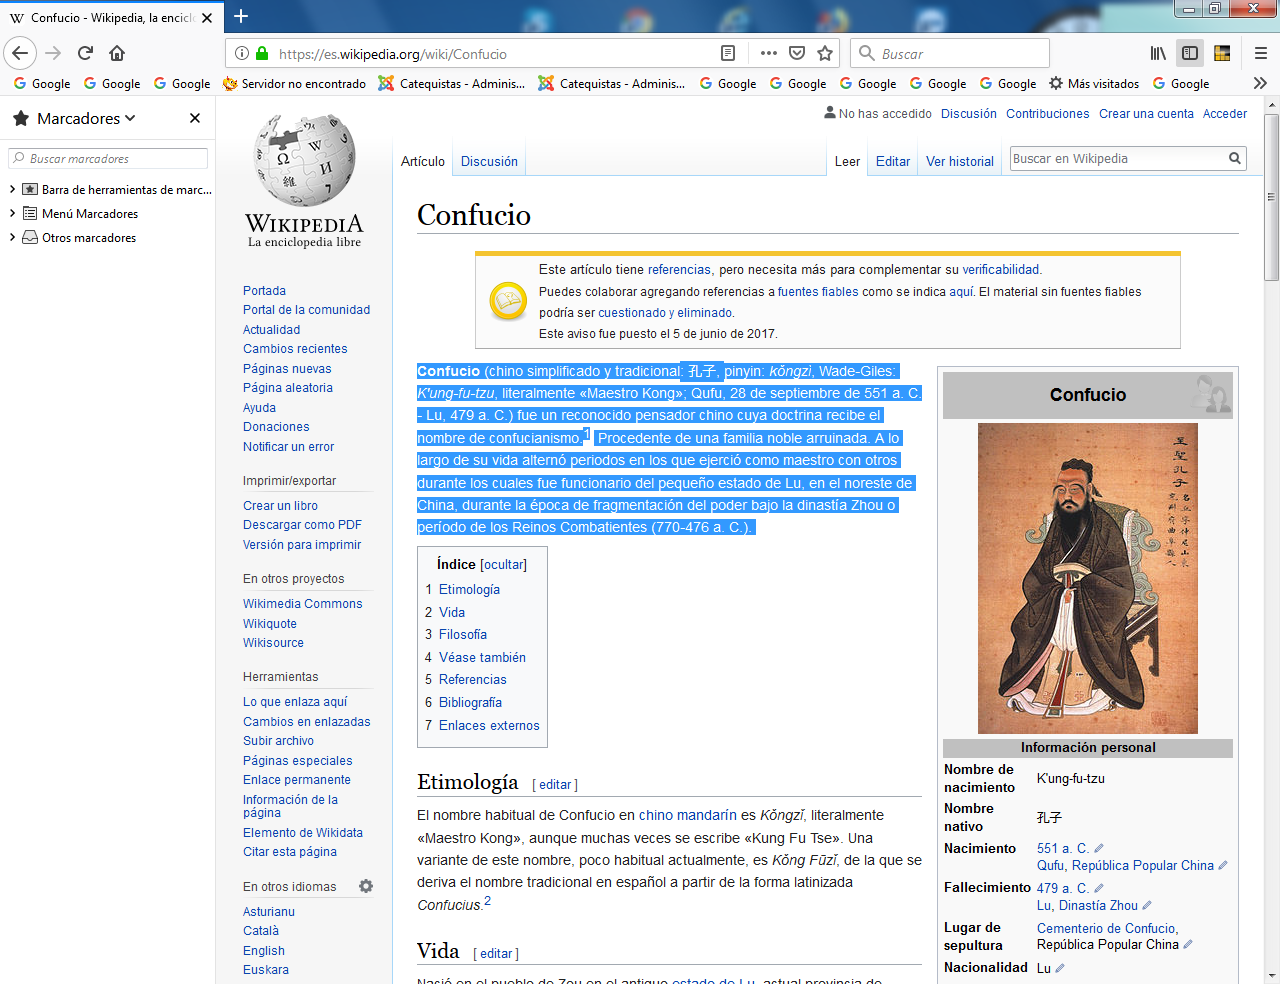 Confucio - Wikipedia, la encicl
https://es.wikipedia.org/wiki/Confucio
Buscar
Google
Google
Google
Servidor no encontrado
Catequistas - Adminis...
Catequistas - Adminis...
Google
Google
Google
Google
Google
Más visitados
Google
Marcadores
Buscar marcadores
Barra de herramientas de marc...
Menú Marcadores
Otros marcadores
WIKIPEDIA
La enciclopedia libre
Portada
Portal de la comunidad
Actualidad
Cambios recientes
Páginas nuevas
Página aleatoria
Ayuda
Donaciones
Notificar un error
Imprimir/exportar
Crear un libro
Descargar como PDF
Versión para imprimir
En otros proyectos
Wikimedia Commons
Wikiquote
Wikisource
Herramientas
Lo que enlaza aquí
Cambios en enlazadas
Subir archivo
Páginas especiales
Enlace permanente
Información de la
página
Elemento de Wikidata
Citar esta página
En otros idiomas
Asturianu
Català
English
Euskara
No has accedido Discusión Contribuciones Crear una cuenta Acceder
Artículo Discusión Leer Editar Ver historial Buscar en Wikipedia
Confucio
Este artículo tiene referencias, pero necesita más para complementar su verificabilidad.
Puedes colaborar agregando referencias a fuentes fiables como se indica aquí. El material sin fuentes fiables
podría ser cuestionado y eliminado.
Este aviso fue puesto el 5 de junio de 2017.
Confucio (chino simplificado y tradicional: 孔子, pinyin: kǒngzǐ, Wade-Giles:
K'ung-fu-tzu, literalmente «Maestro Kong»; Qufu, 28 de septiembre de 551 a. C.
- Lu, 479 a. C.) fue un reconocido pensador chino cuya doctrina recibe el
nombre de confucianismo.1 Procedente de una familia noble arruinada. A lo
largo de su vida alternó periodos en los que ejerció como maestro con otros
durante los cuales fue funcionario del pequeño estado de Lu, en el noreste de
China, durante la época de fragmentación del poder bajo la dinastía Zhou o
período de los Reinos Combatientes (770-476 a. C.).
Índice [ocultar]
1 Etimología
2 Vida
3 Filosofía
4 Véase también
5 Referencias
6 Bibliografía
7 Enlaces externos
Etimología [ editar ]
El nombre habitual de Confucio en chino mandarín es Kǒngzǐ, literalmente
«Maestro Kong», aunque muchas veces se escribe «Kung Fu Tse». Una
variante de este nombre, poco habitual actualmente, es Kǒng Fūzǐ, de la que se
deriva el nombre tradicional en español a partir de la forma latinizada
Confucius.2
Vida [ editar ]
Nació en el pueblo de Zou en el antiguo estado de Lu, actual provincia de
Confucio
至聖孔子
Información personal
Nombre de
nacimiento
K'ung-fu-tzu
Nombre
nativo
孔子
Nacimiento 551 a. C.
Qufu, República Popular China
Fallecimiento 479 a. C.
Lu, Dinastía Zhou
Lugar de
sepultura
Cementerio de Confucio,
República Popular China
Nacionalidad Lu